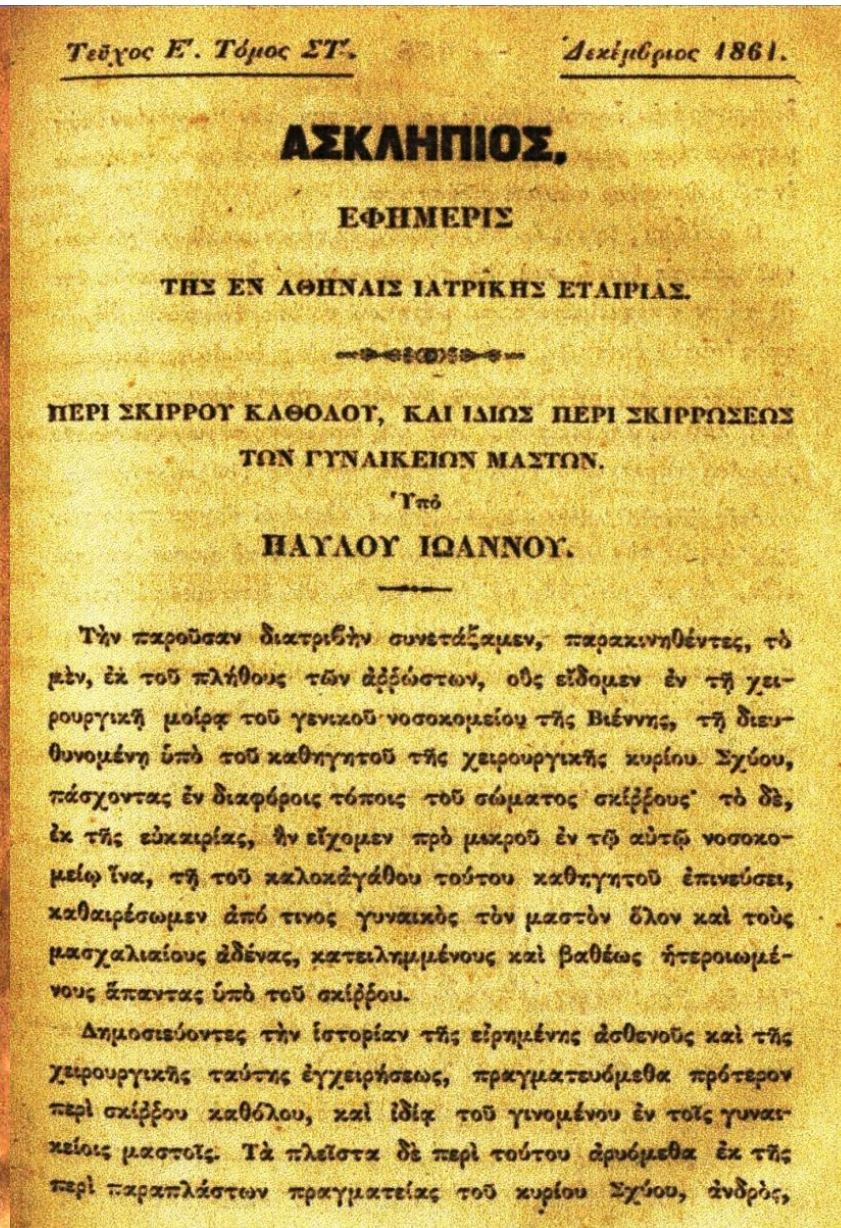 Τεῦχος Ε′. Τόμος ΣΤ′. Δεκέμβριος 1861.
ΑΣΚΛΗΠΙΟΣ,
ΕΦΗΜΕΡΙΣ
ΤΗΣ ΕΝ ΑΘΗΝΑΙΣ ΙΑΤΡΙΚΗΣ ΕΤΑΙΡΙΑΣ.
ΠΕΡΙ ΣΚΙΡΡΟΥ ΚΑΘΟΛΟΥ, ΚΑΙ ΙΔΙΩΣ ΠΕΡΙ ΣΚΙΡΡΩΣΕΩΣ
ΤΩΝ ΓΥΝΑΙΚΕΙΩΝ ΜΑΣΤΩΝ.
Ὑπὸ
ΠΑΥΛΟΥ ΙΩΑΝΝΟΥ.
Τὴν παροῦσαν διατριβὴν συνετάξαμεν, παρακινηθέντες, τὸ
μὲν, ἐκ τοῦ πλήθους τῶν ἀῤῥώστων, οὓς εἴδομεν ἐν τῇ χει-
ρουργικῇ μοίρᾳ τοῦ γενικοῦ νοσοκομείου τῆς Βιέννης, τῇ διευ-
θυνομένῃ ὑπὸ τοῦ καθηγητοῦ τῆς χειρουργικῆς κυρίου Σχύου,
πάσχοντας ἐν διαφόροις τόποις τοῦ σώματος σκίῤῥους· τὸ δὲ,
ἐκ τῆς εὐκαιρίας, ἣν εἴχομεν πρὸ μικροῦ ἐν τῷ αὐτῷ νοσοκο-
μείῳ ἵνα, τῇ τοῦ καλοκἀγάθου τούτου καθηγητοῦ ἐπινεύσει,
καθαιρέσωμεν ἀπό τινος γυναικὸς τὸν μαστὸν ὅλον καὶ τοὺς
μασχαλιαίους ἀδένας, κατειλημμένους καὶ βαθέως ἠτεροιωμέ-
νους ἅπαντας ὑπὸ τοῦ σκίῤῥου.
Δημοσιεύοντες τὴν ἱστορίαν τῆς εἰρημένης ἀσθενοῦς καὶ τῆς
χειρουργικῆς ταύτης ἐγχειρήσεως, πραγματευόμεθα πρότερον
περὶ σκίῤῥου καθόλου, καὶ ἰδίᾳ τοῦ γινομένου ἐν τοῖς γυναι-
κείοις μαστοῖς. Τὰ πλεῖστα δὲ περὶ τούτου ἀρυόμεθα ἐκ τῆς
περὶ παραπλάστων πραγματείας τοῦ κυρίου Σχύου, ἀνδρὸς,